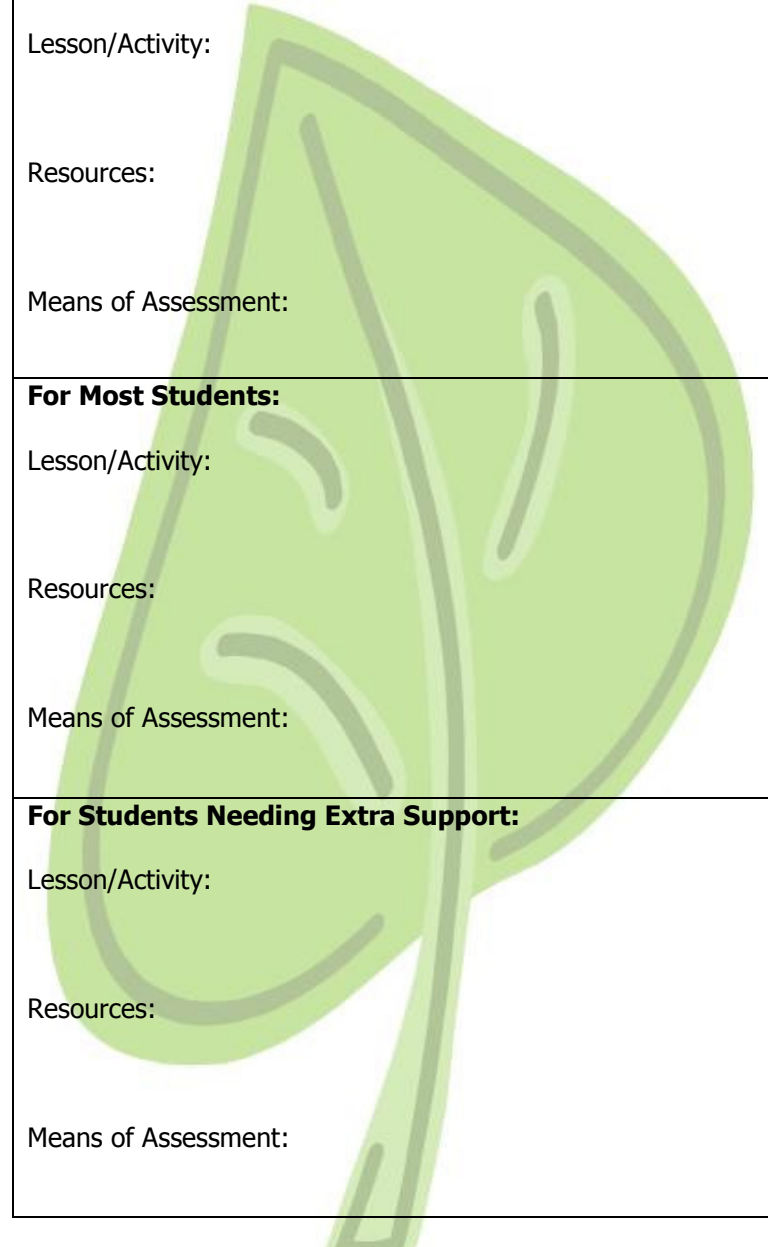 Lesson/Activity:
Resources:
Means of Assessment:
For Most Students:
Lesson/Activity:
Resources:
Means of Assessment:
For Students Needing Extra Support:
Lesson/Activity:
Resources:
Means of Assessment: